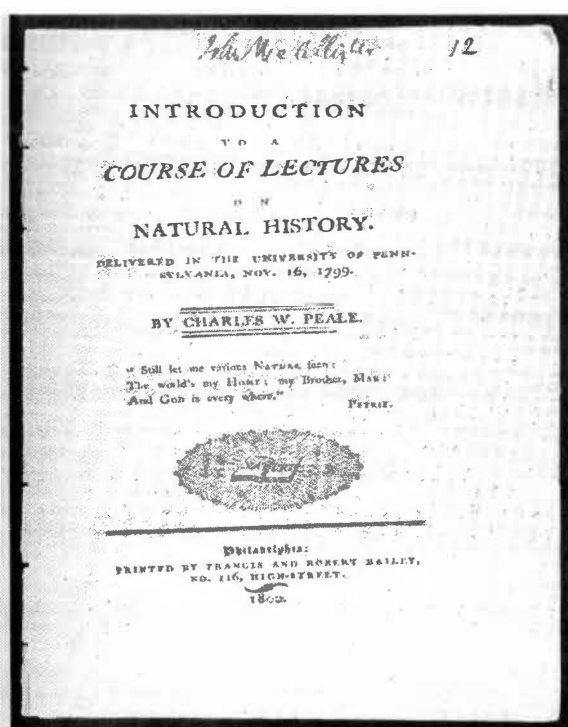 12
INTRODUCTION
TO A
COURSE OF LECTURES
ON
NATURAL HISTORY.
DELIVERED IN THE UNIVERSITY OF PENN-
SYLVANIA, NOV. 16, 1799.
BY CHARLES W. PEALE.
"Still let me various NATURE
The world's my HOME; my Brother, MAN:
And GOD is every where."
Philadelphia:
PRINTED BY FRANCIS AND ROBERT BAILEY,
NO. 116, HIGH-STREET.
1800.